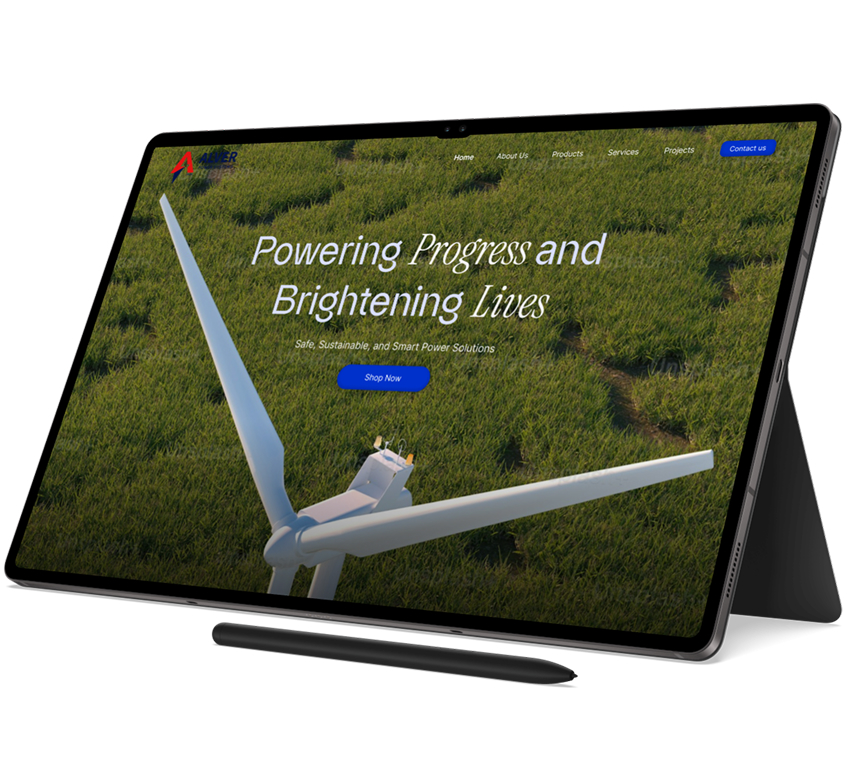 ALVER
Home
About Us
Products
Services
Projects
Contact us
Powering Progress and
Brightening Lives
Safe, Sustainable, and Smart Power Solutions
Shop Now